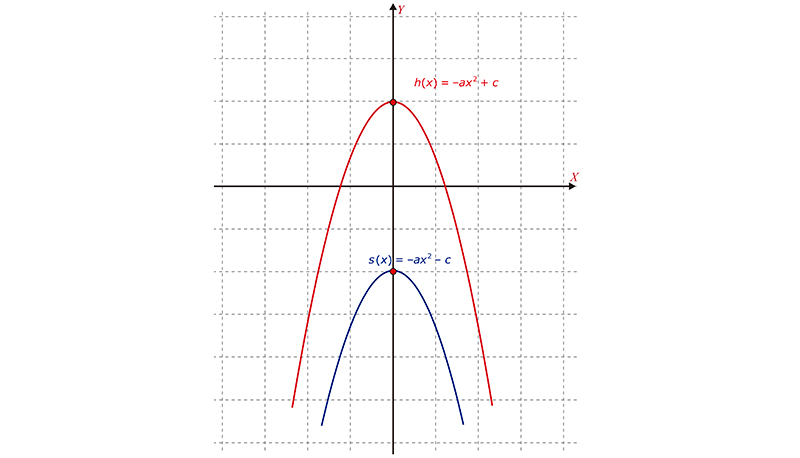 Y
h(x) = –ax² + c
X
s(x) = –ax² – c